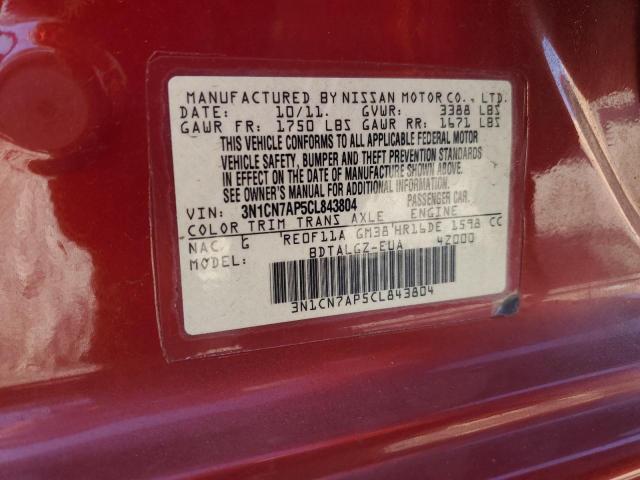 MANUFACTURED BY NISSAN MOTOR CO., LTD.
DATE: 10/11. GVWR: 3388 LBS
GAWR FR: 1750 LBS GAWR RR: 1671 LBS
THIS VEHICLE CONFORMS TO ALL APPLICABLE FEDERAL MOTOR
VEHICLE SAFETY, BUMPER AND THEFT PREVENTION STANDARDS
IN EFFECT ON THE DATE OF MANUFACTURE SHOWN ABOVE.
SEE OWNER'S MANUAL FOR ADDITIONAL INFORMATION.
VIN: 3N1CN7AP5CL843804 PASSENGER CAR.
COLOR TRIM TRANS AXLE ENGINE
NAC G RE0F11A GM38 HR16DE 1598 CC
MODEL: BDTALGZ-EUA 4Z000
3N1CN7AP5CL843804